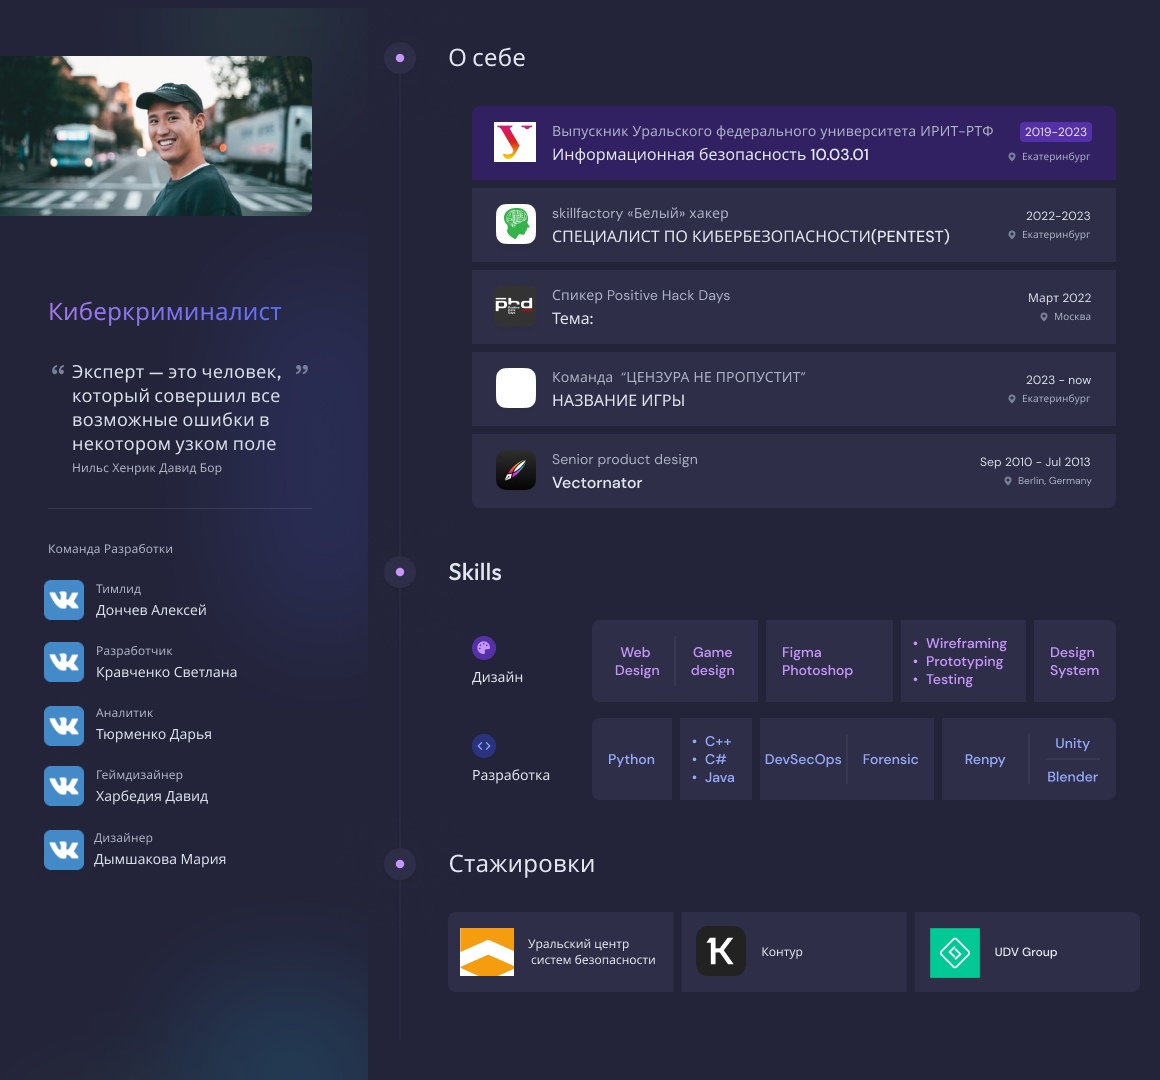 Киберкриминалист
“ Эксперт — это человек, ”
который совершил все
возможные ошибки в
некотором узком поле
Нильс Хенрик Давид Бор
Команда Разработки
Тимлид
Дончев Алексей
Разработчик
Кравченко Светлана
Аналитик
Тюрменко Дарья
Геймдизайнер
Харбедия Давид
Дизайнер
Дымшакова Мария
О себе
Выпускник Уральского федерального университета ИРИТ-РТФ
Информационная безопасность 10.03.01
2019-2023
Екатеринбург
skillfactory «Белый» хакер
СПЕЦИАЛИСТ ПО КИБЕРБЕЗОПАСНОСТИ(PENTEST)
2022-2023
Екатеринбург
phd
Спикер Positive Hack Days
Тема:
Март 2022
Москва
Команда “ЦЕНЗУРА НЕ ПРОПУСТИТ”
НАЗВАНИЕ ИГРЫ
2023 - now
Екатеринбург
Senior product design
Vectornator
Sep 2010 - Jul 2013
Berlin, Germany
Skills
Дизайн
Web
Design
Game
design
Figma
Photoshop
• Wireframing
• Prototyping
• Testing
Design
System
Разработка
Python
• C++
• C#
• Java
DevSecOps
Forensic
Renpy
Unity
Blender
Стажировки
Уральский центр
систем безопасности
Контур
UDV Group